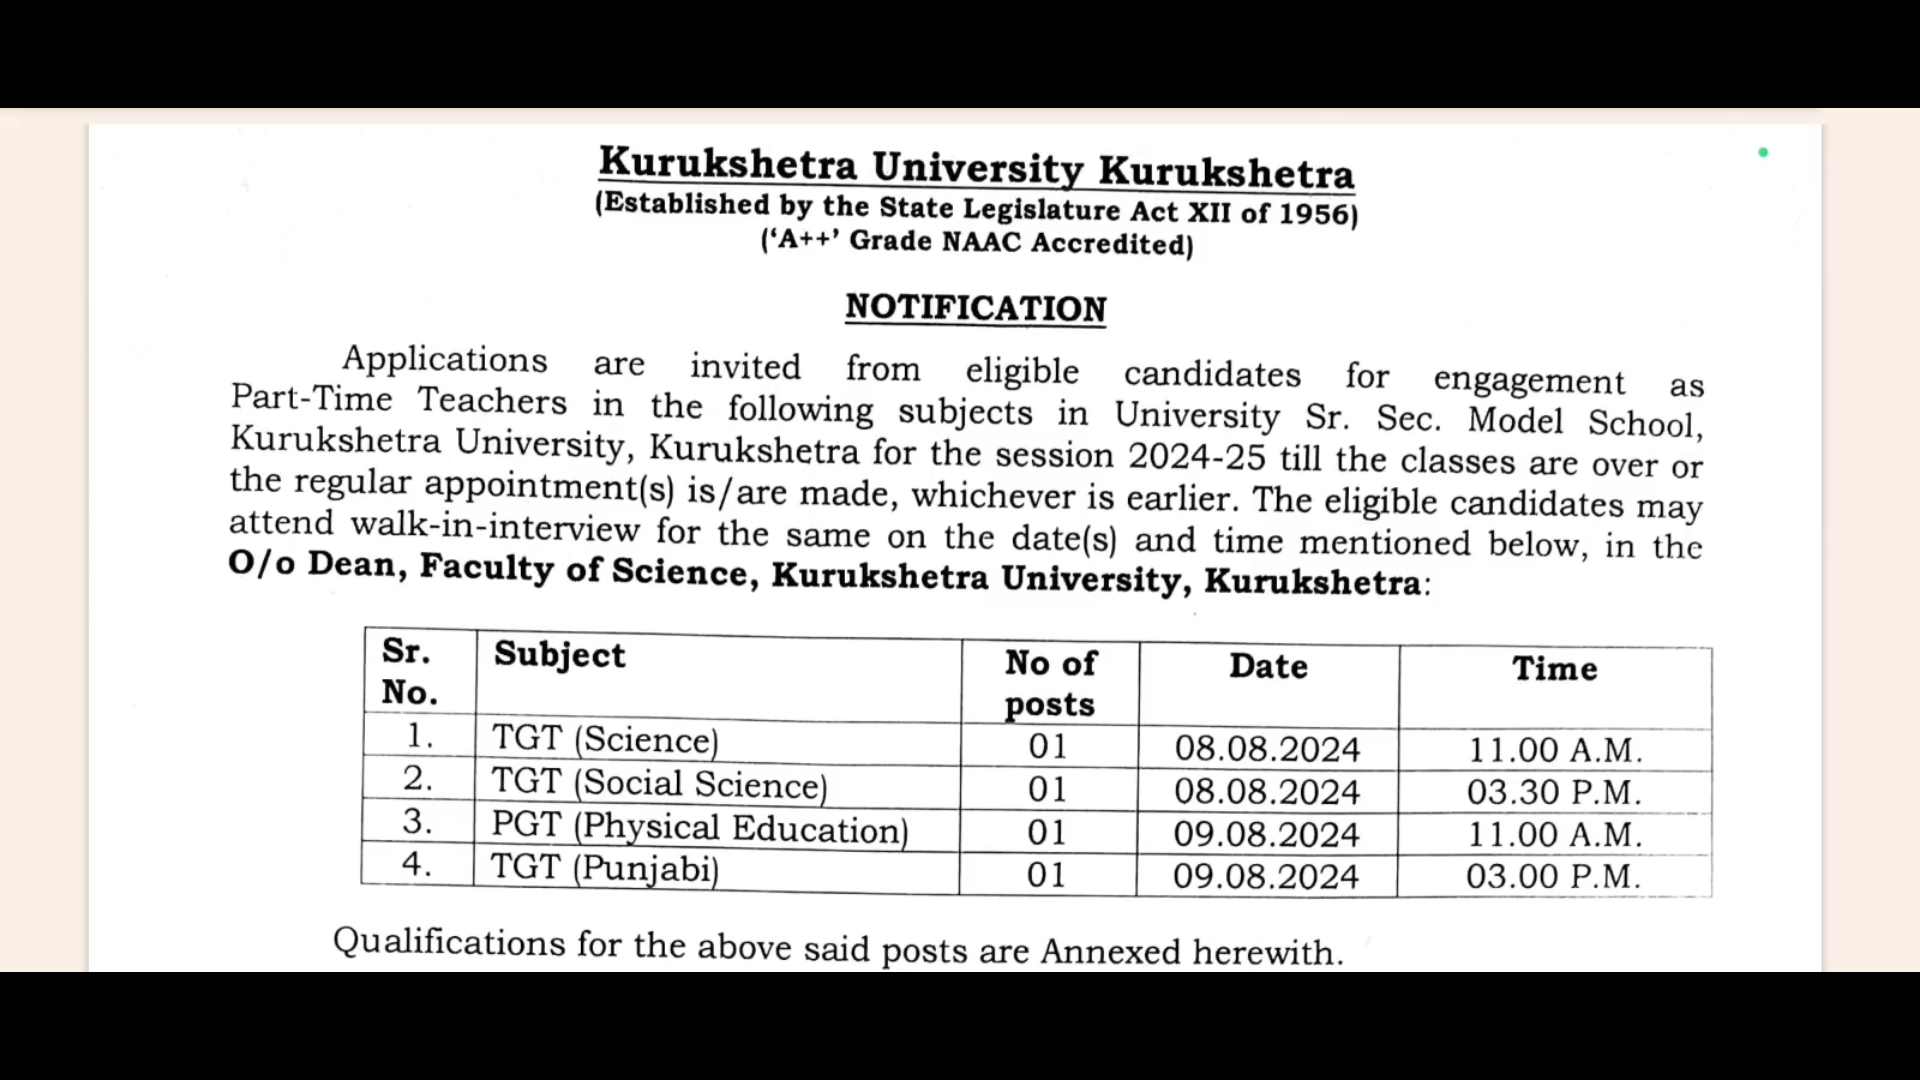 Kurukshetra University Kurukshetra
(Established by the State Legislature Act XII of 1956)
(‘A++’ Grade NAAC Accredited)
NOTIFICATION
Applications are invited from eligible candidates for engagement as
Part-Time Teachers in the following subjects in University Sr. Sec. Model School,
Kurukshetra University, Kurukshetra for the session 2024-25 till the classes are over or
the regular appointment(s) is/are made, whichever is earlier. The eligible candidates may
attend walk-in-interview for the same on the date(s) and time mentioned below, in the
O/o Dean, Faculty of Science, Kurukshetra University, Kurukshetra:
Sr. No. Subject No of posts Date Time
1. TGT (Science) 01 08.08.2024 11.00 A.M.
2. TGT (Social Science) 01 08.08.2024 03.30 P.M.
3. PGT (Physical Education) 01 09.08.2024 11.00 A.M.
4. TGT (Punjabi) 01 09.08.2024 03.00 P.M.
Qualifications for the above said posts are Annexed herewith.